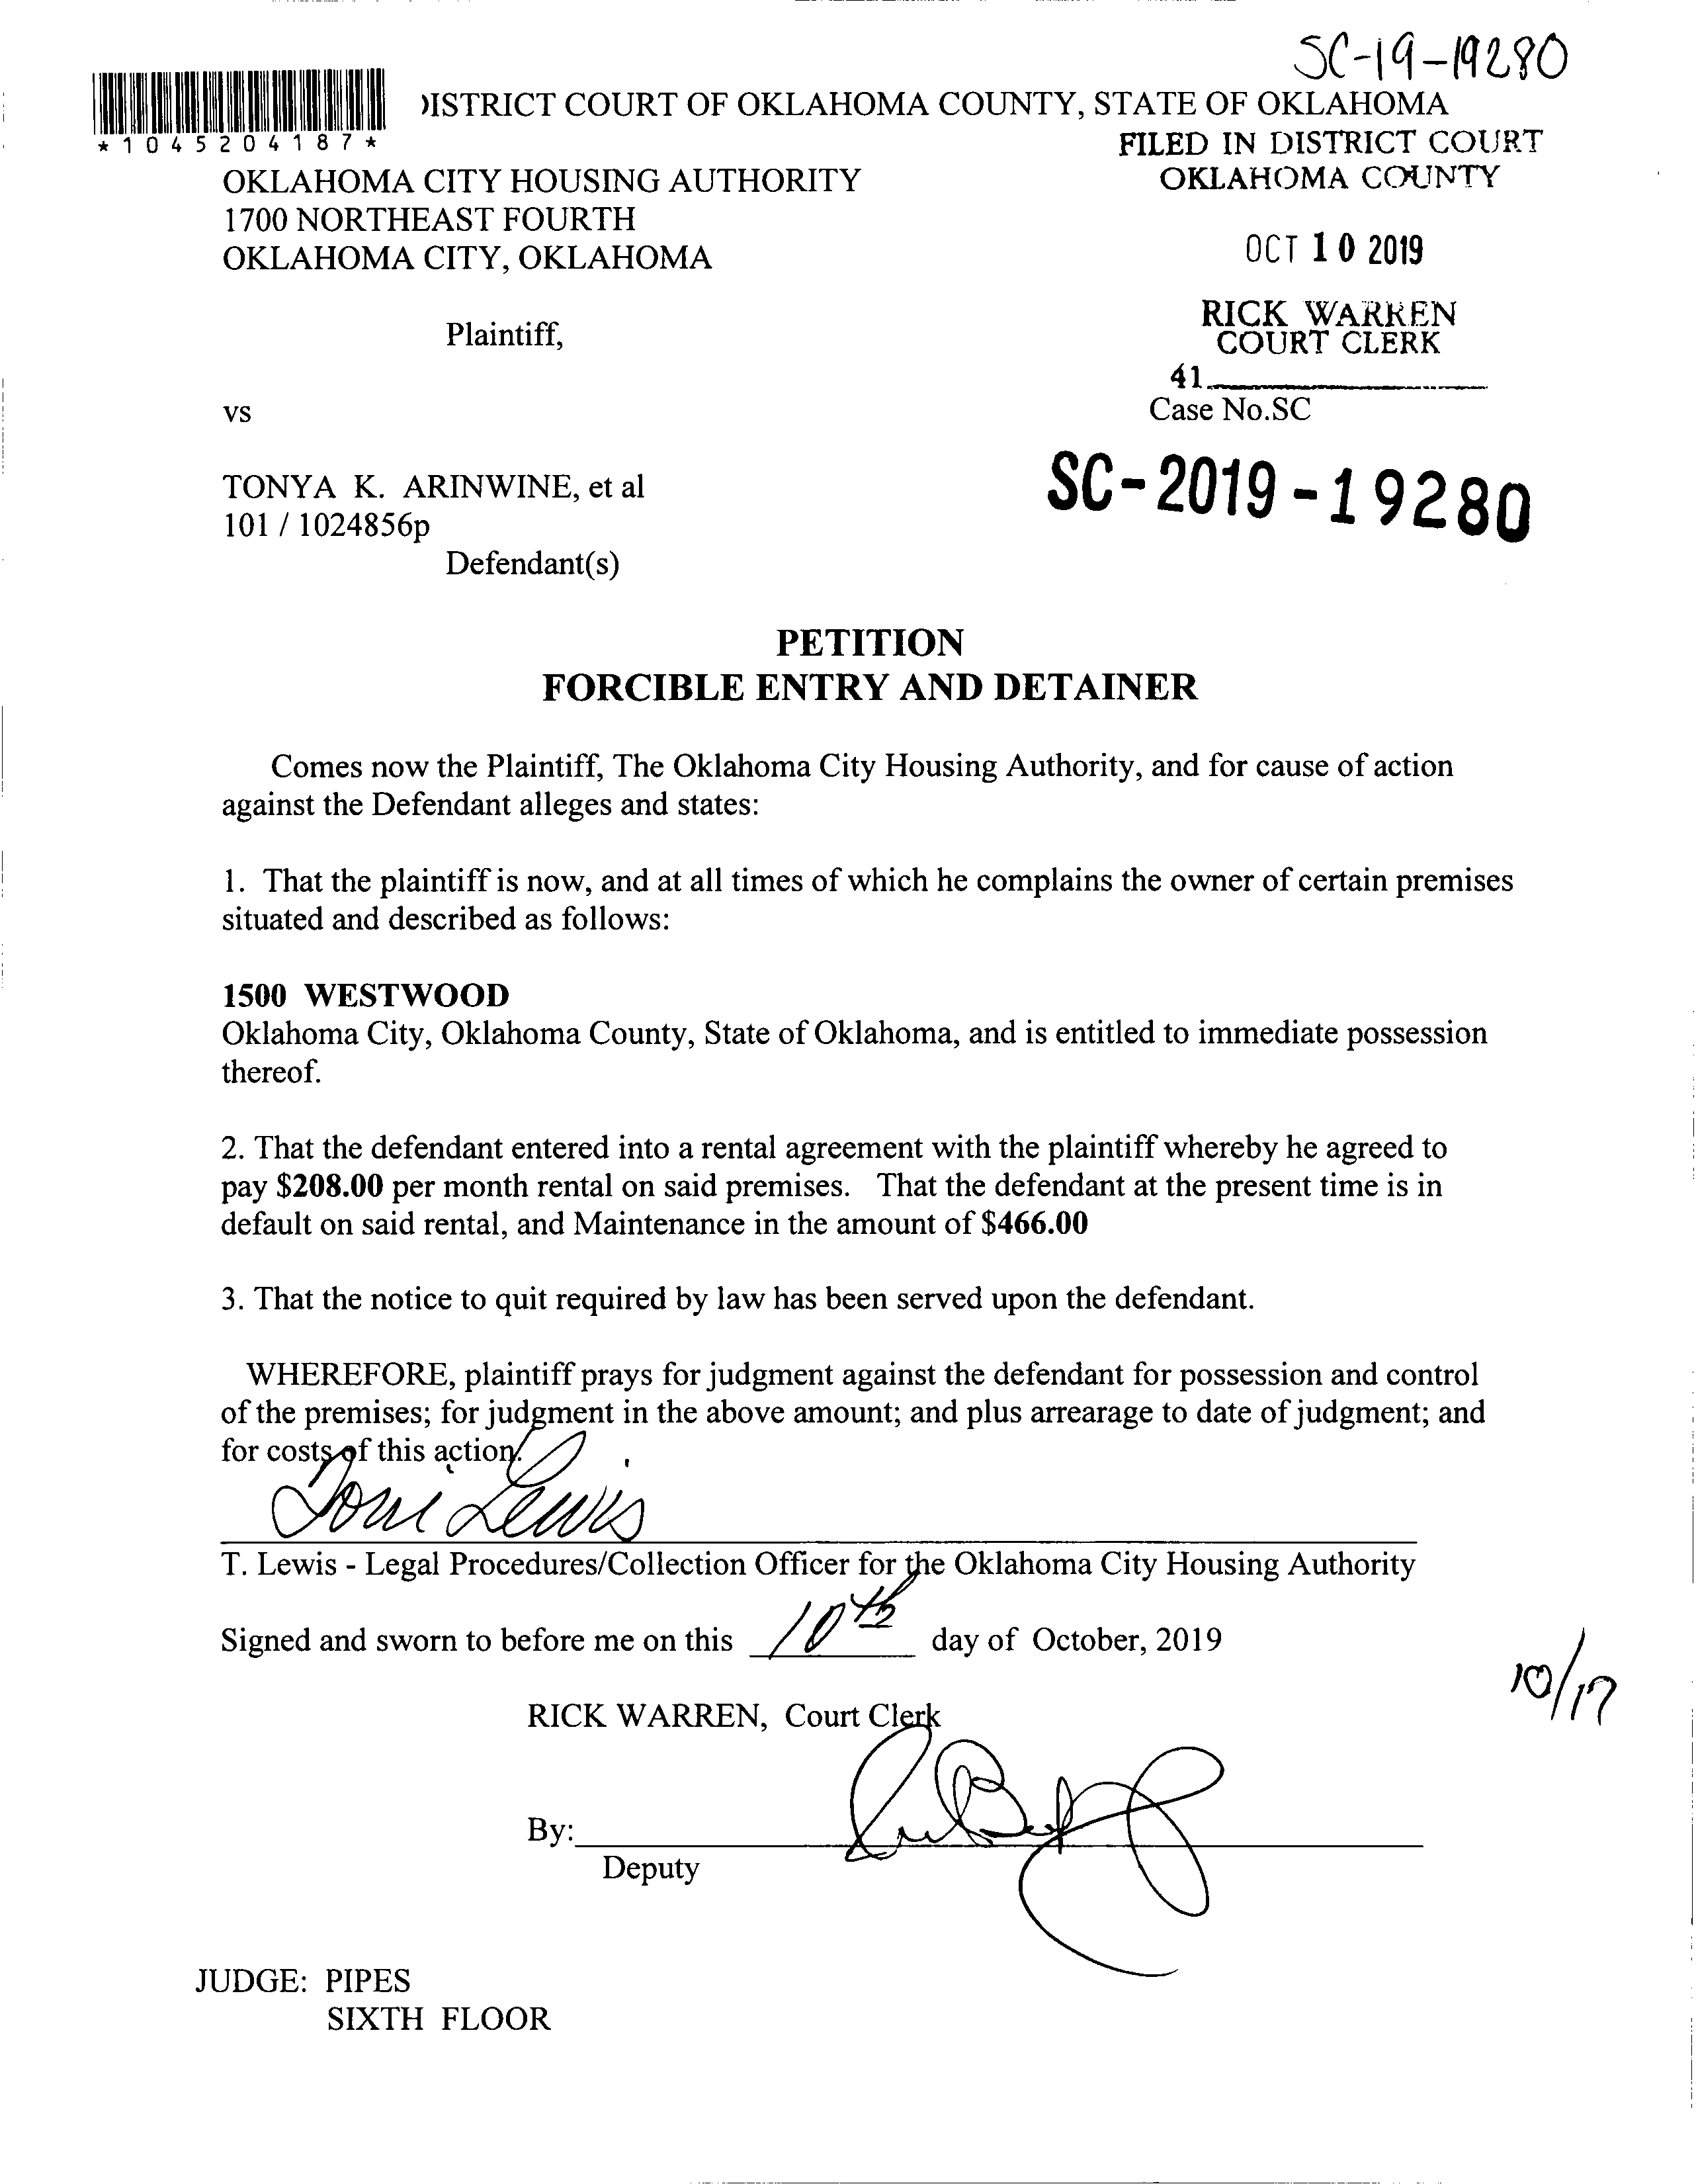 SC-19-19280
DISTRICT COURT OF OKLAHOMA COUNTY, STATE OF OKLAHOMA
*1045204187*
FILED IN DISTRICT COURT
OKLAHOMA COUNTY
OKLAHOMA CITY HOUSING AUTHORITY
1700 NORTHEAST FOURTH
OKLAHOMA CITY, OKLAHOMA
OCT 10 2019
Plaintiff,
RICK WARREN
COURT CLERK
41
vs
Case No.SC
TONYA K. ARINWINE, et al
101 / 1024856p
SC-2019-19280
Defendant(s)
PETITION
FORCIBLE ENTRY AND DETAINER
Comes now the Plaintiff, The Oklahoma City Housing Authority, and for cause of action
against the Defendant alleges and states:
1. That the plaintiff is now, and at all times of which he complains the owner of certain premises
situated and described as follows:
1500 WESTWOOD
Oklahoma City, Oklahoma County, State of Oklahoma, and is entitled to immediate possession
thereof.
2. That the defendant entered into a rental agreement with the plaintiff whereby he agreed to
pay $208.00 per month rental on said premises. That the defendant at the present time is in
default on said rental, and Maintenance in the amount of $466.00
3. That the notice to quit required by law has been served upon the defendant.
WHEREFORE, plaintiff prays for judgment against the defendant for possession and control
of the premises; for judgment in the above amount; and plus arrearage to date of judgment; and
for costs of this action.
Toni Lewis
T. Lewis - Legal Procedures/Collection Officer for the Oklahoma City Housing Authority
Signed and sworn to before me on this 10th day of October, 2019
10/17
RICK WARREN, Court Clerk
By:
Deputy
JUDGE: PIPES
SIXTH FLOOR